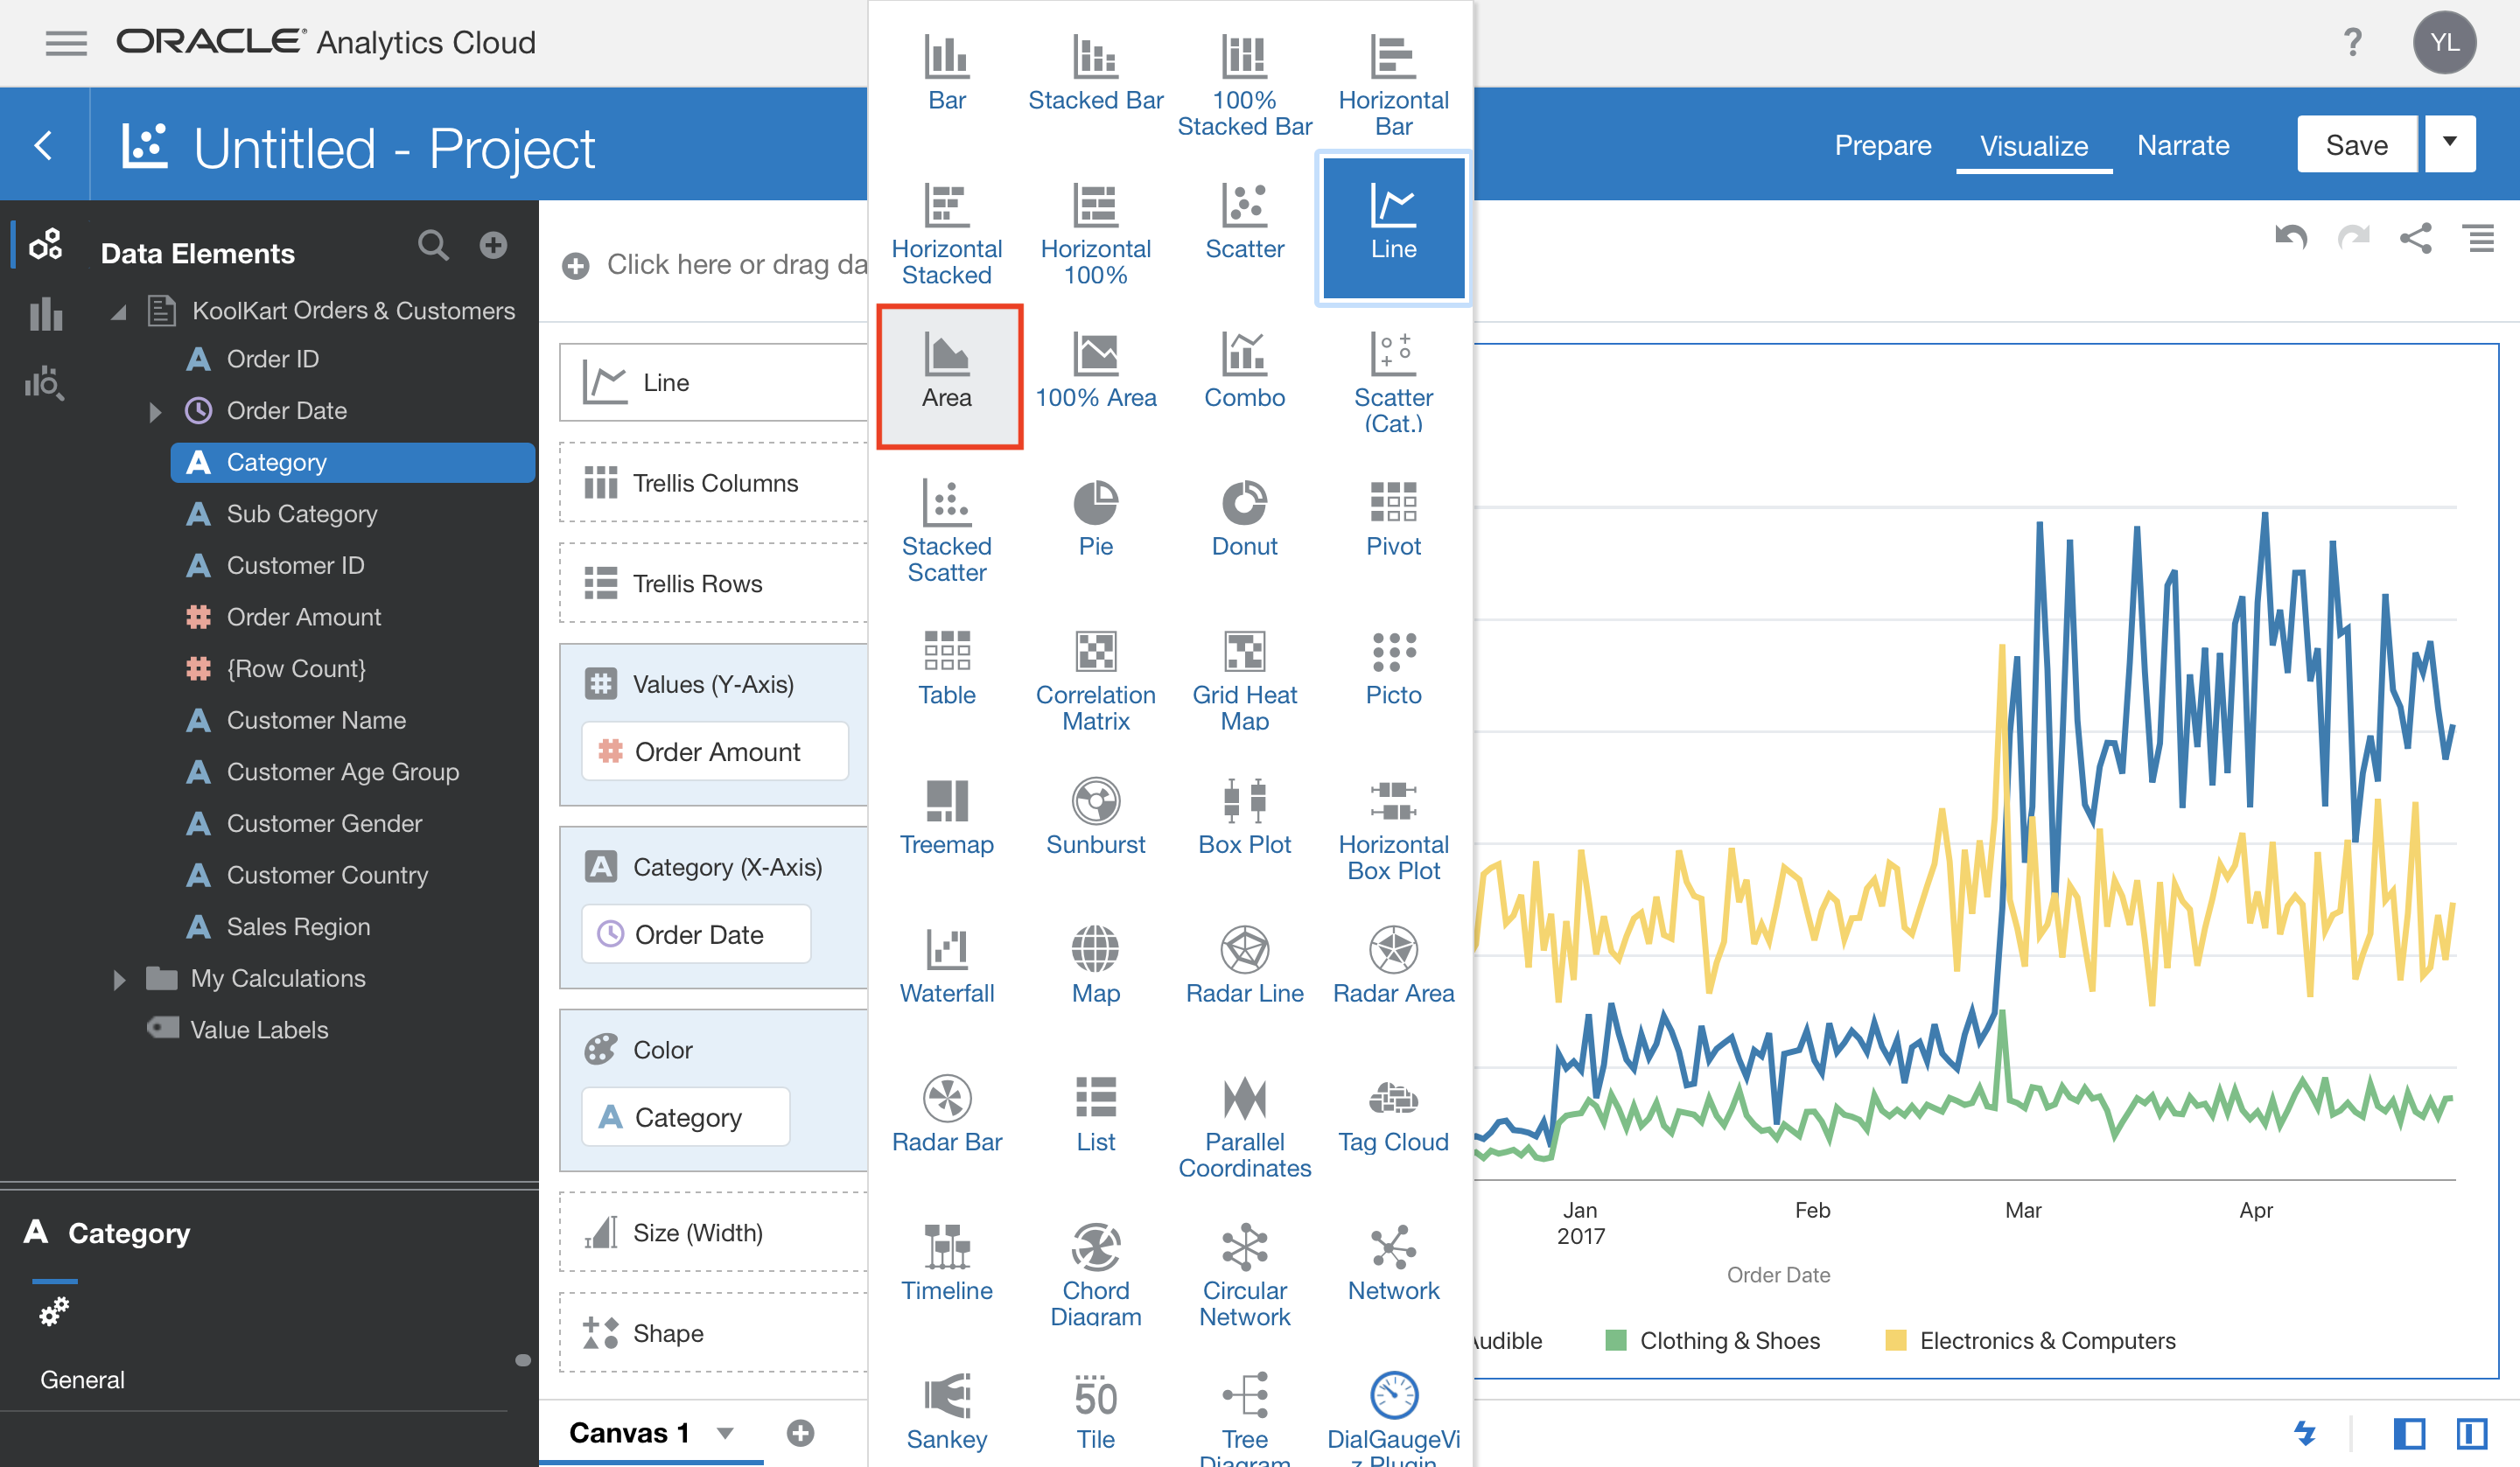 ORACLE Analytics Cloud
?
YL
Untitled - Project
Prepare
Visualize
Narrate
Save
Data Elements
KoolKart Orders & Customers
Order ID
Order Date
Category
Sub Category
Customer ID
Order Amount
{Row Count}
Customer Name
Customer Age Group
Customer Gender
Customer Country
Sales Region
My Calculations
Value Labels
A Category
General
Click here or drag da
Line
Trellis Columns
Trellis Rows
Values (Y-Axis)
Order Amount
Category (X-Axis)
Order Date
Color
Category
Size (Width)
Shape
Canvas 1
Bar
Stacked Bar
100%
Stacked Bar
Horizontal
Bar
Horizontal
Stacked
Horizontal
100%
Scatter
Line
Area
100% Area
Combo
Scatter
(Cat.)
Stacked
Scatter
Pie
Donut
Pivot
Table
Correlation
Matrix
Grid Heat
Map
Picto
Treemap
Sunburst
Box Plot
Horizontal
Box Plot
Waterfall
Map
Radar Line
Radar Area
Radar Bar
List
Parallel
Coordinates
Tag Cloud
Timeline
Chord
Diagram
Circular
Network
Network
Sankey
50
Tile
Tree
Diagram
DialGaugeVi
z Plugin
Jan
2017
Feb
Mar
Apr
Order Date
Audible
Clothing & Shoes
Electronics & Computers